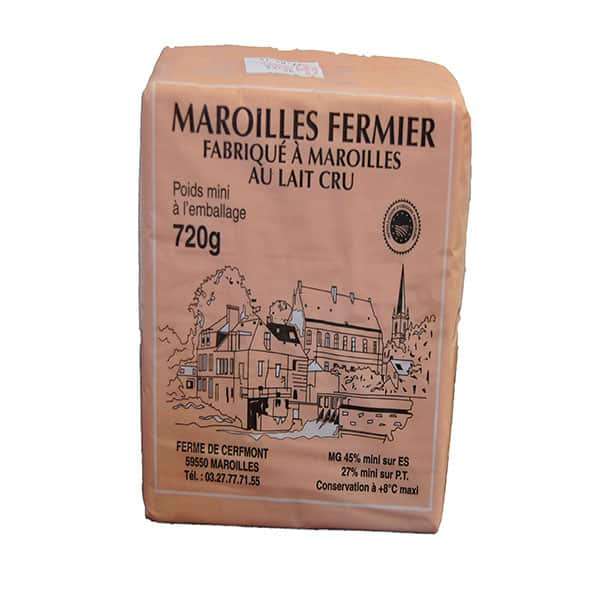 MAROiLLES FERMIER
FABRIQUÉ À MAROILLES
AU LAIT CRU
Poids mini
à l'emballage
720g
FERME DE CERFMONT
59550 MAROILLES
Tél. : 03.27.77.71.55
MG 45% mini sur ES
27% mini sur P.T.
Conservation à +8°C maxi